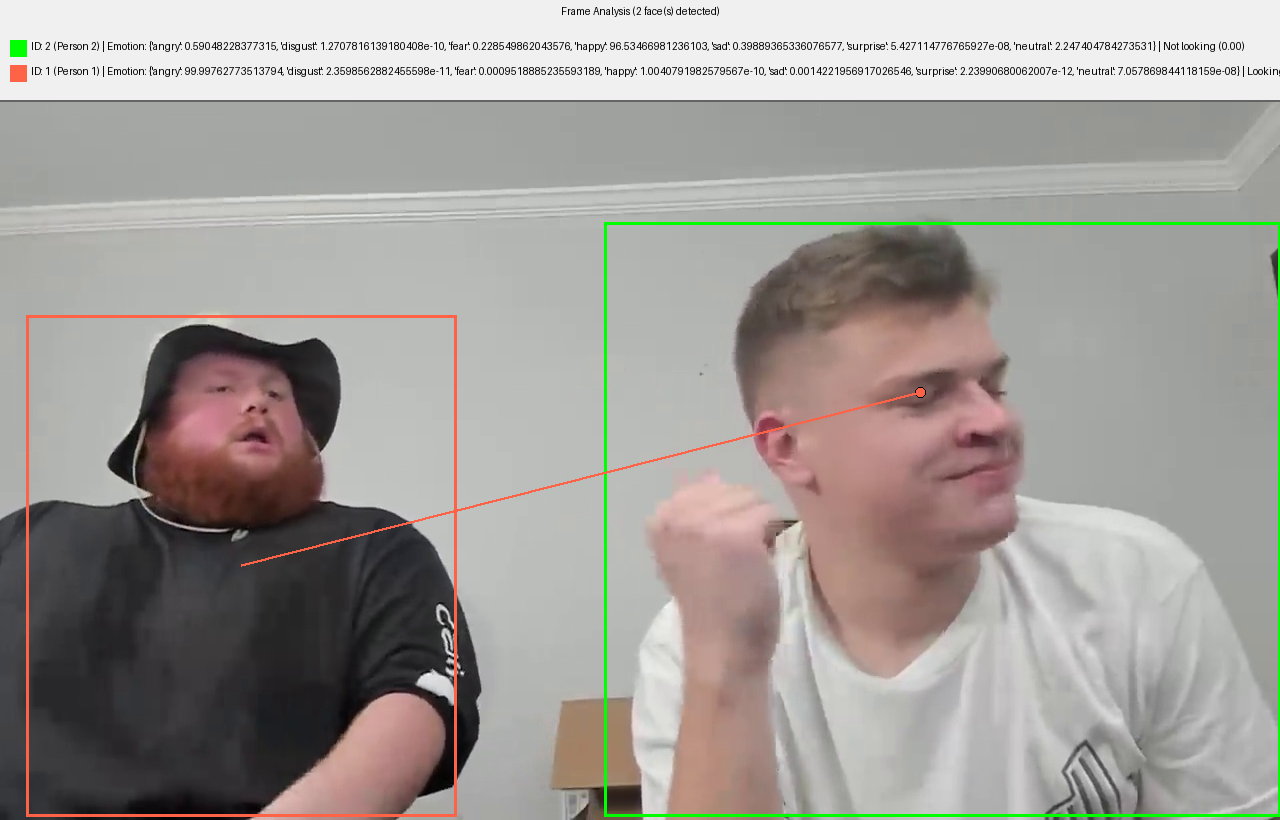 Frame Analysis (2 face(s) detected)
ID: 2 (Person 2) | Emotion: {'angry': 0.59048228377315, 'disgust': 1.2707816139180408e-10, 'fear': 0.228549862043576, 'happy': 96.53466981236103, 'sad': 0.39889365336076577, 'surprise': 5.427114776765927e-08, 'neutral': 2.247404784273531} | Not looking (0.00)
ID: 1 (Person 1) | Emotion: {'angry': 99.99762773513794, 'disgust': 2.3598562882455598e-11, 'fear': 0.0009518885235593189, 'happy': 1.0040791982579567e-10, 'sad': 0.0014221956917026546, 'surprise': 2.23990680062007e-12, 'neutral': 7.057869844118159e-08} | Looking